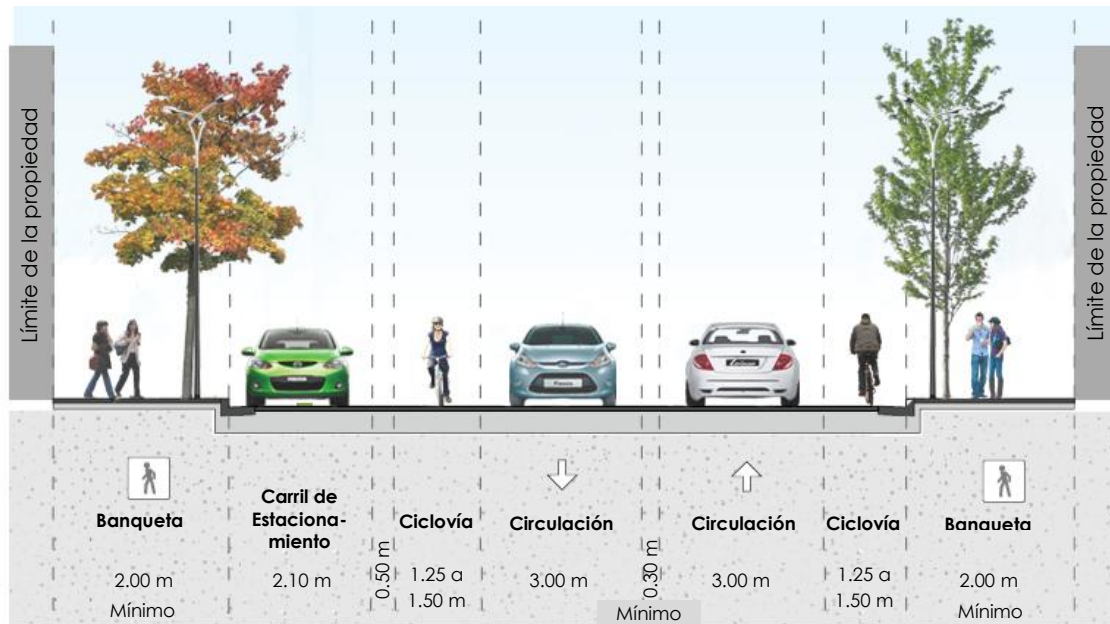 Límite de la propiedad
Límite de la propiedad
Banqueta
2.00 m
Mínimo
Carril de
Estaciona-
miento
2.10 m
0.50 m
Ciclovía
1.25 a
1.50 m
Circulación
3.00 m
0.30 m
Mínimo
Circulación
3.00 m
Ciclovía
1.25 a
1.50 m
Banqueta
2.00 m
Mínimo